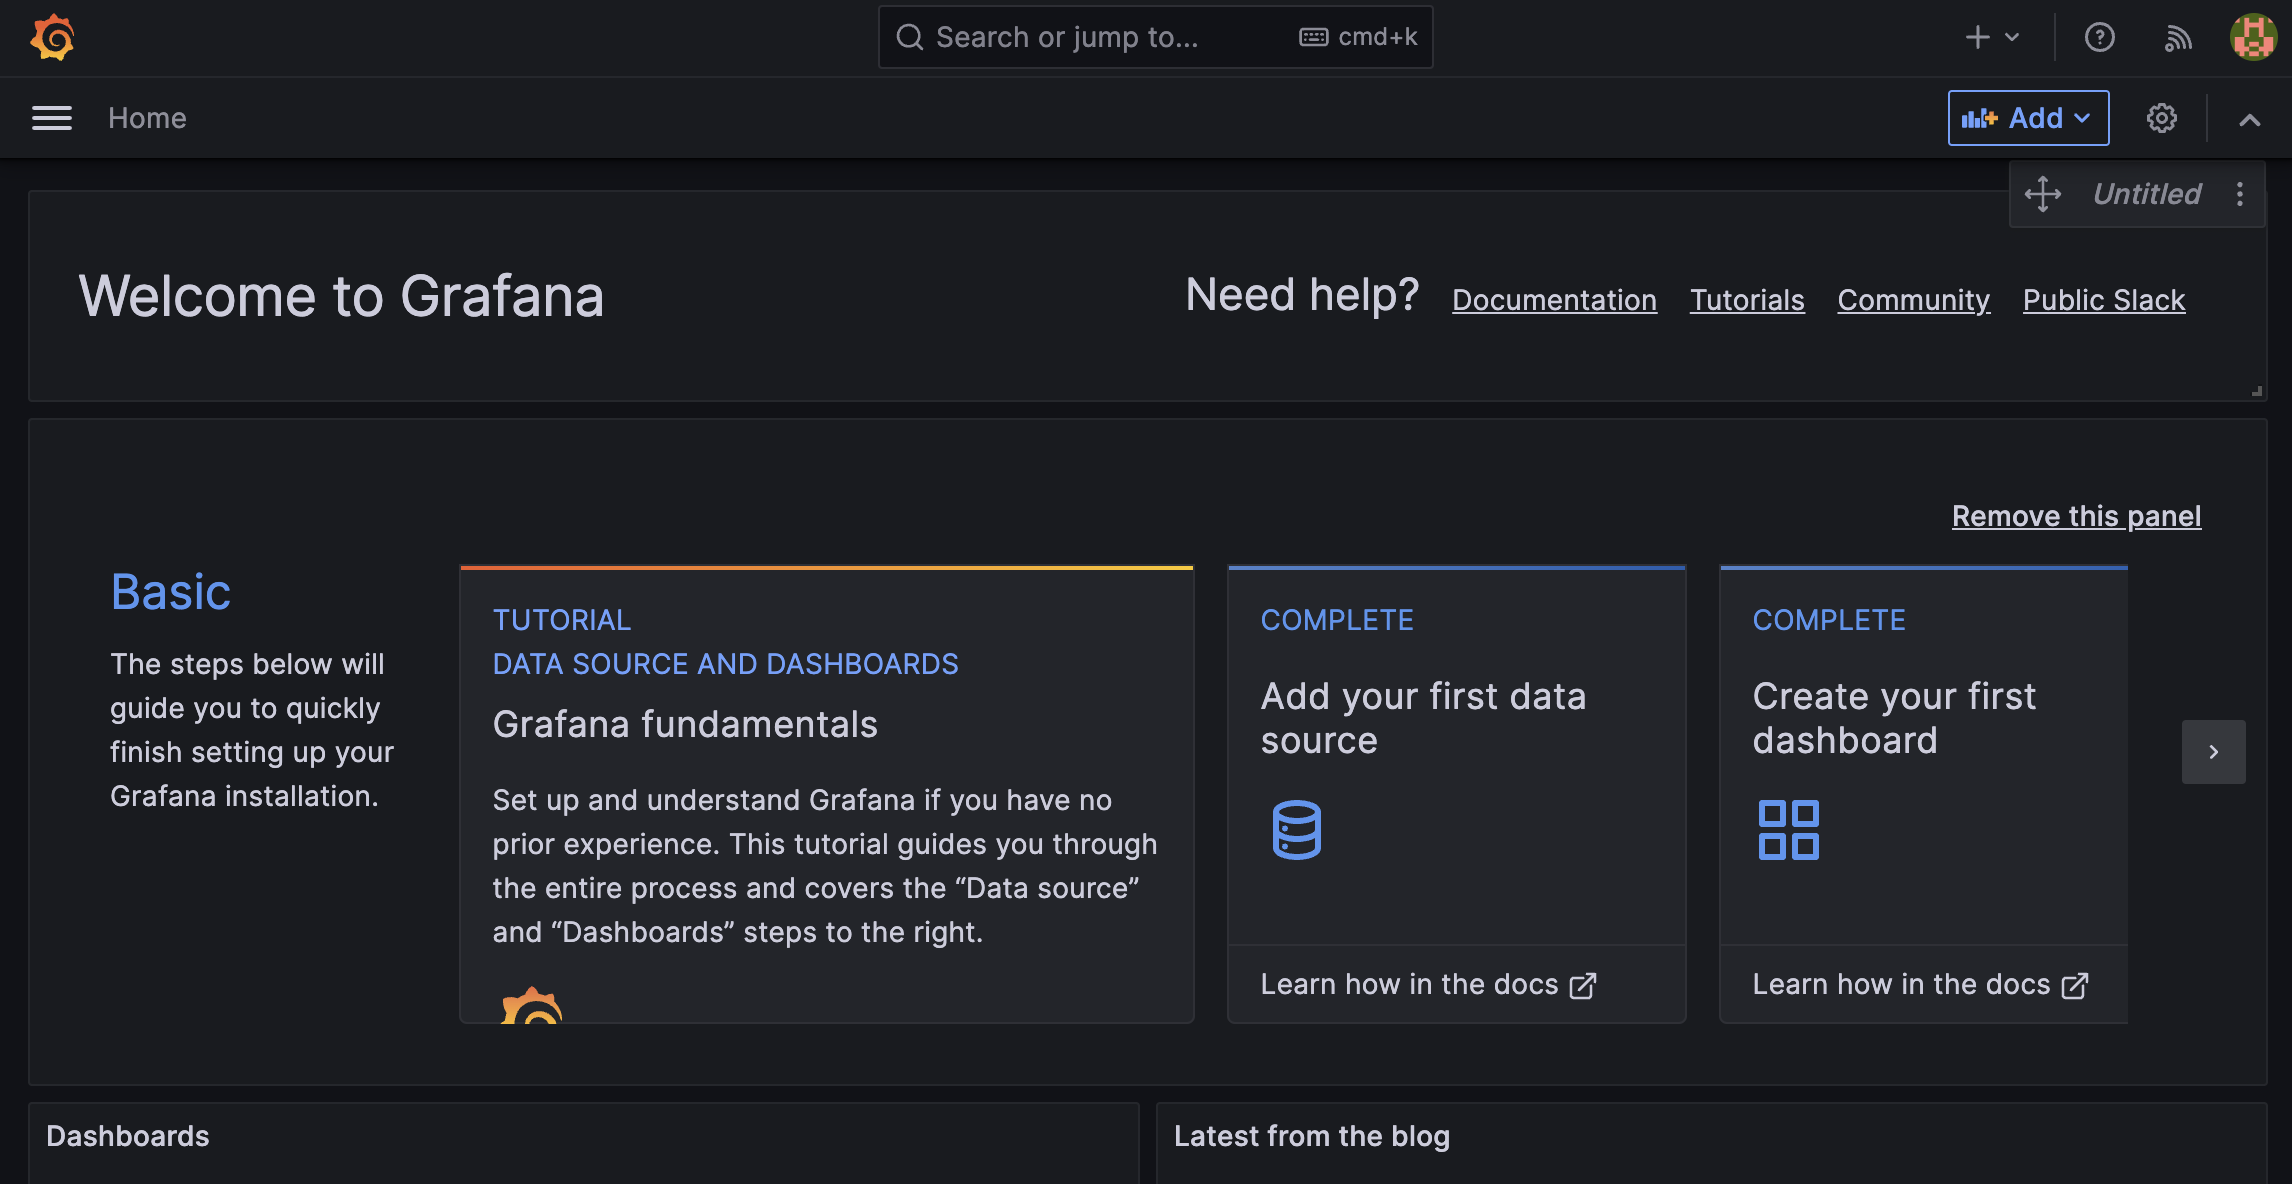 Search or jump to...
cmd+k
Home
Add
Untitled
Welcome to Grafana
Need help?
Documentation
Tutorials
Community
Public Slack
Remove this panel
Basic
The steps below will
guide you to quickly
finish setting up your
Grafana installation.
TUTORIAL
DATA SOURCE AND DASHBOARDS
Grafana fundamentals
Set up and understand Grafana if you have no
prior experience. This tutorial guides you through
the entire process and covers the “Data source”
and “Dashboards” steps to the right.
COMPLETE
Add your first data
source
Learn how in the docs
COMPLETE
Create your first
dashboard
Learn how in the docs
Dashboards
Latest from the blog